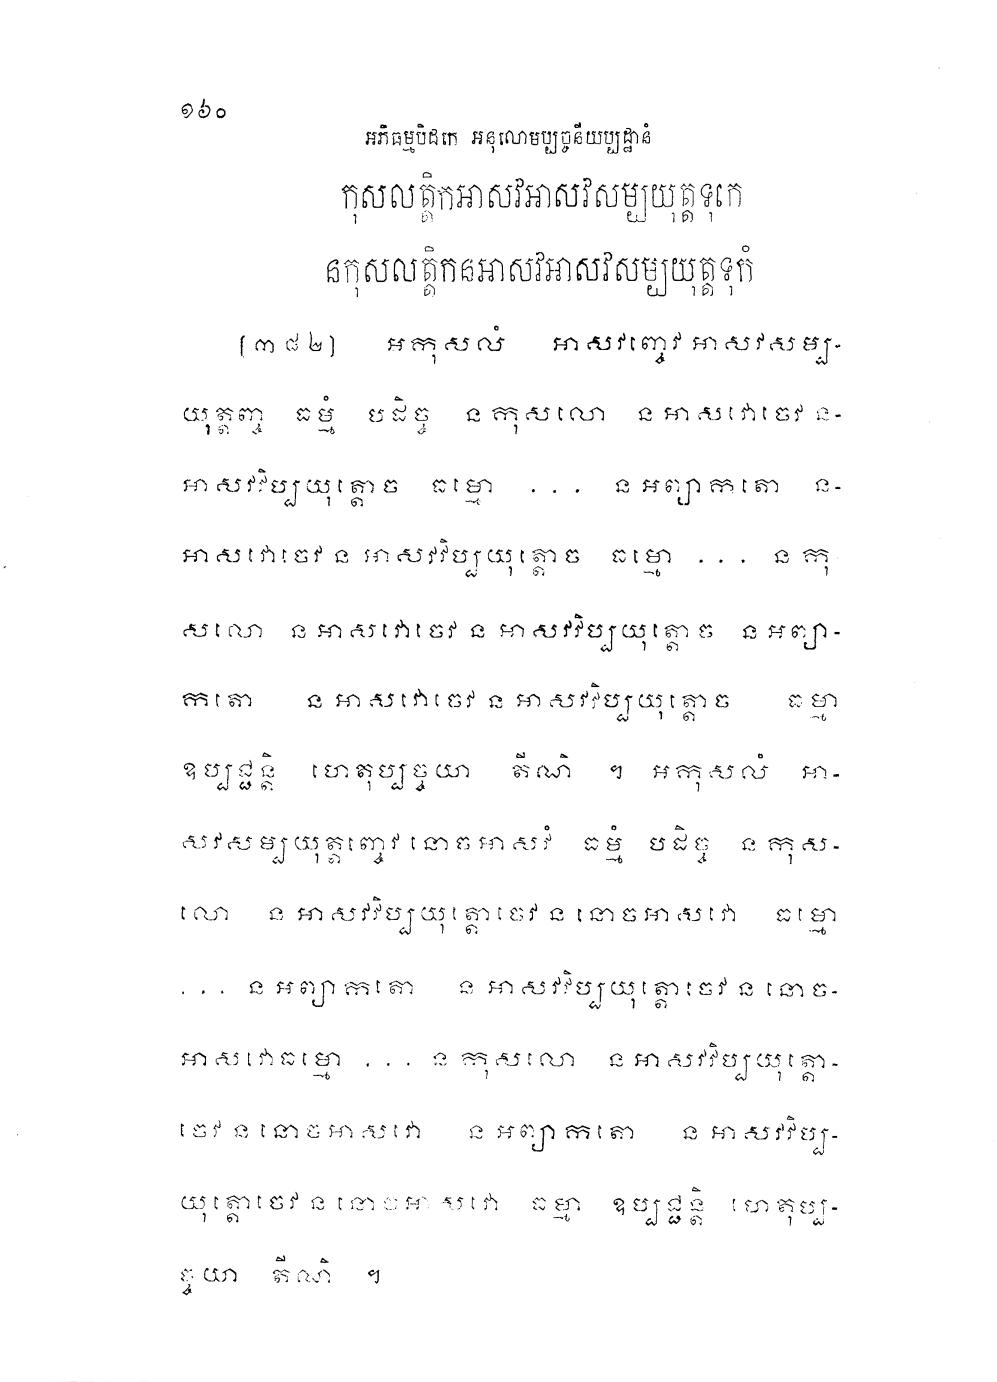 ១៦០
អភិធម្មបិដកេ អនុលោមប្បច្ចនីយប្បដ្ឋានំ
កុសលត្តិកអាសវអាសវសម្បយុត្តទុកេ
នកុសលត្តិកនអាសវអាសវសម្បយុត្តទុកំ
[៣៨២] អកុសលំ អាសវញ្ចេវអាសវសម្ប-
យុត្តញ្ច ធម្មំ បដិច្ច នកុសលោ នអាសវោចេវន-
អាសវវិប្បយុត្តោច ធម្មោ ... នអព្យាកតោ ន-
អាសវោចេវនអាសវវិប្បយុត្តោច ធម្មោ ... នកុ
សលោ នអាសវោចេវនអាសវវិប្បយុត្តោច នអព្យា-
កតោ នអាសវោចេវនអាសវវិប្បយុត្តោច ធម្មា
ឧប្បជ្ជន្តិ ហេតុប្បច្ចយា តីណិ ។ អកុសលំ អា-
សវសម្បយុត្តញ្ចេវនោចអាសវំ ធម្មំ បដិច្ច នកុស-
លោ នអាសវវិប្បយុត្តោចេវននោចអាសវោ ធម្មោ
... នអព្យាកតោ នអាសវវិប្បយុត្តោចេវននោច-
អាសវោធម្មោ ... នកុសលោ នអាសវវិប្បយុត្តោ-
ចេវននោចអាសវោ នអព្យាកតោ នអាសវវិប្ប-
យុត្តោចេវននោចអាសវោ ធម្មា ឧប្បជ្ជន្តិ ហេតុប្ប-
ច្ចយា តីណិ ។